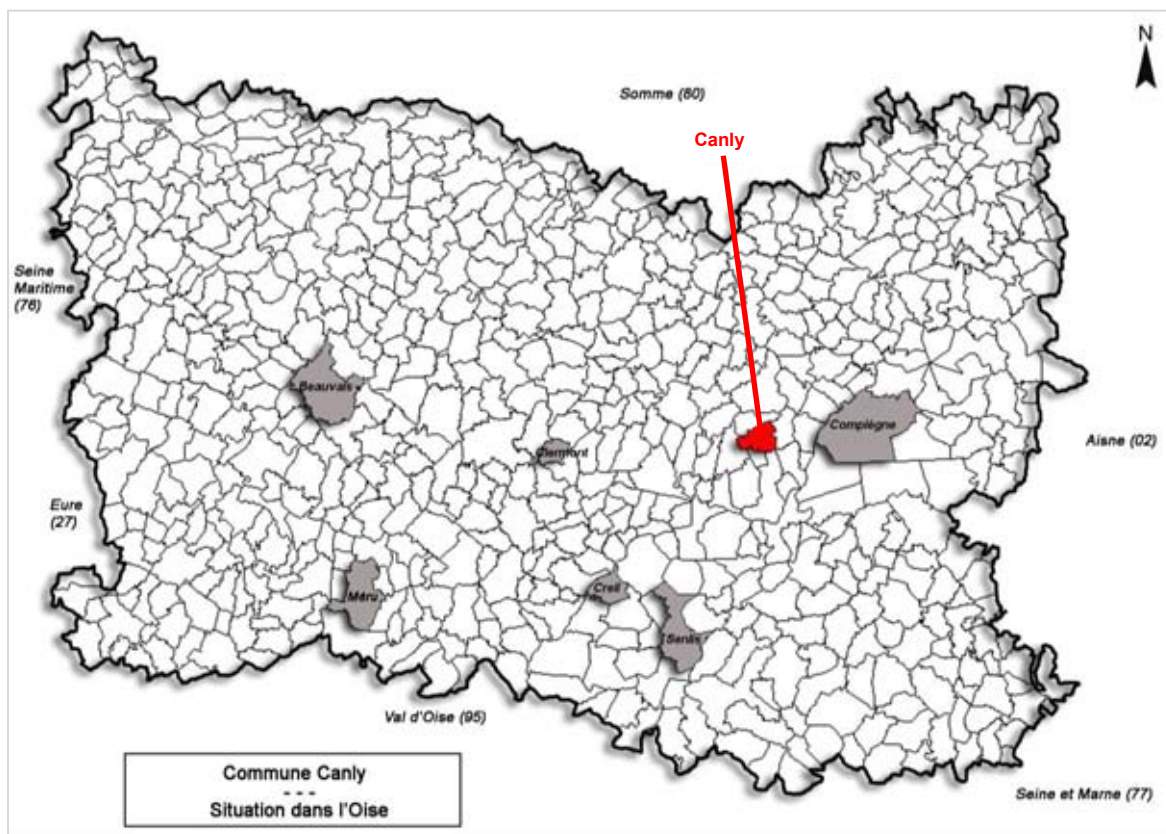 N
Somme (80)
Canly
Seine
Maritime
(76)
Beauvais
Compiègne
Clermont
Aisne (02)
Eure
(27)
Méru
Creil
Senlis
Val d'Oise (95)
Commune Canly
- - -
Situation dans l'Oise
Seine et Marne (77)